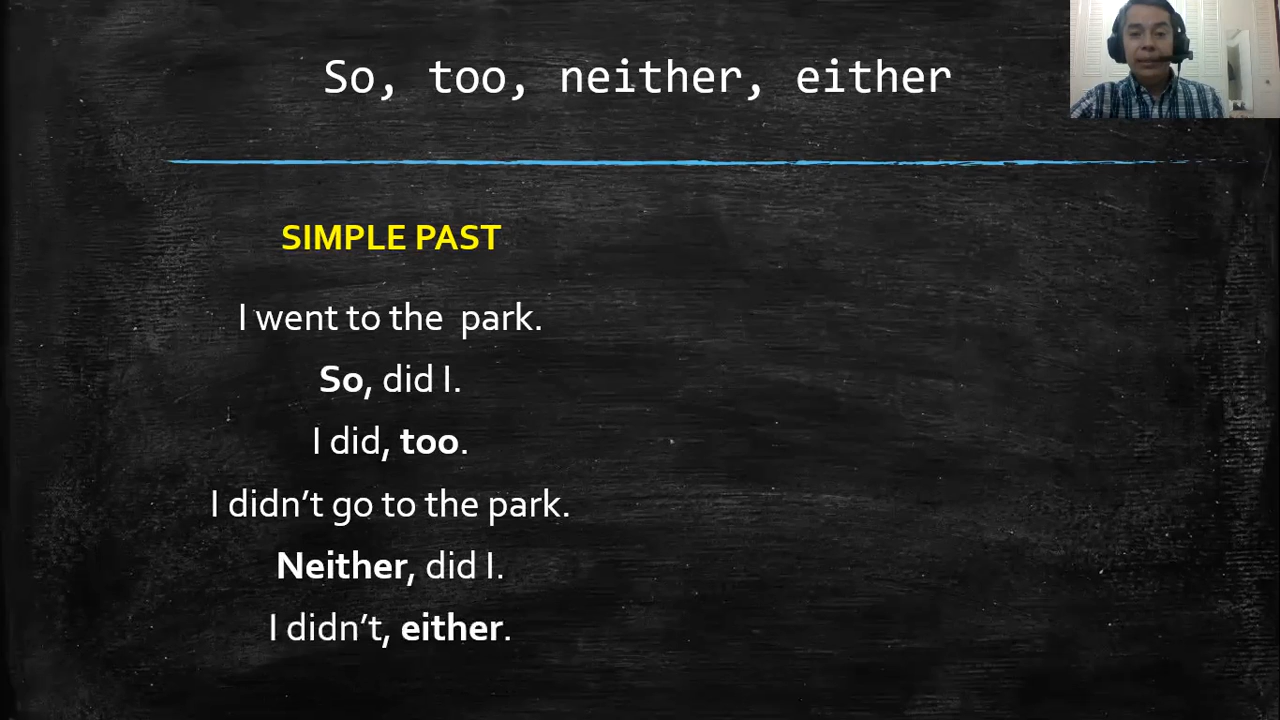 So, too, neither, either
SIMPLE PAST
I went to the  park.
So, did I.
I did, too.
I didn’t go to the park.
Neither, did I.
I didn’t, either.